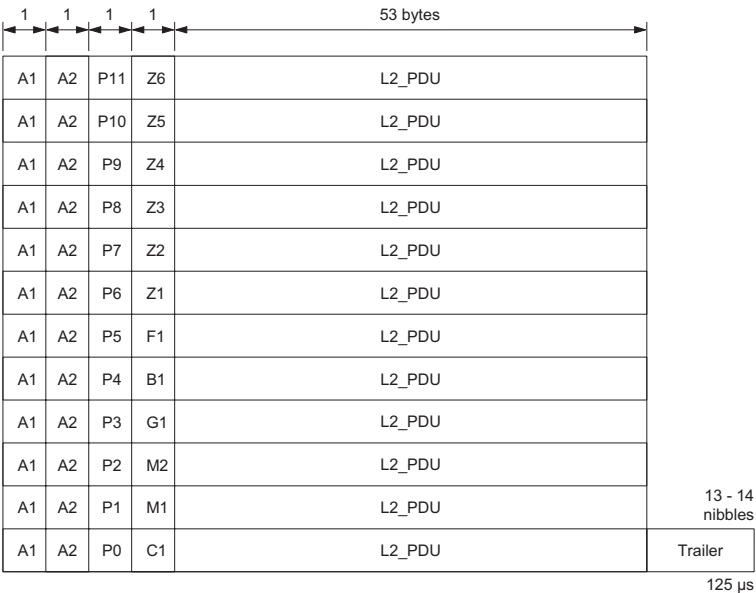 1 1 1 1 53 bytes
A1 A2 P11 Z6 L2_PDU
A1 A2 P10 Z5 L2_PDU
A1 A2 P9 Z4 L2_PDU
A1 A2 P8 Z3 L2_PDU
A1 A2 P7 Z2 L2_PDU
A1 A2 P6 Z1 L2_PDU
A1 A2 P5 F1 L2_PDU
A1 A2 P4 B1 L2_PDU
A1 A2 P3 G1 L2_PDU
A1 A2 P2 M2 L2_PDU
A1 A2 P1 M1 L2_PDU
13 - 14
nibbles
A1 A2 P0 C1 L2_PDU Trailer
125 µs